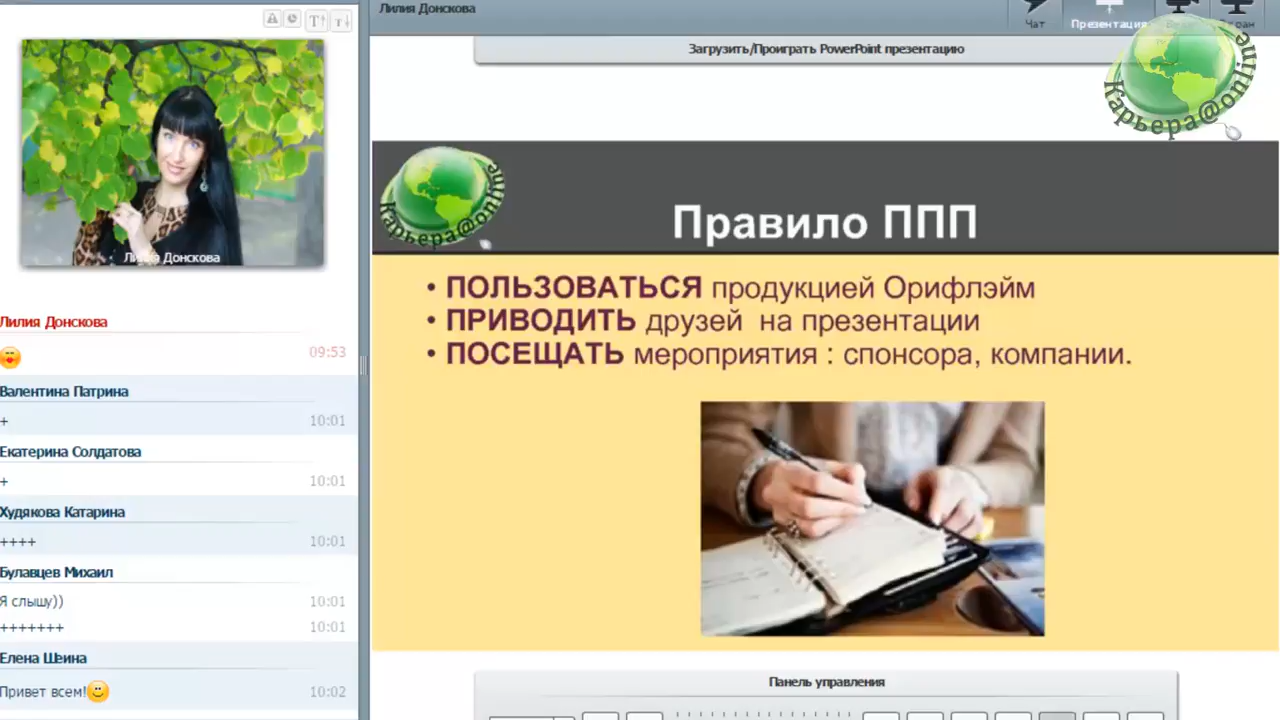 Лилия Донскова
Лилия Донскова
09:53
Валентина Патрина
+
10:01
Екатерина Солдатова
+
10:01
Худякова Катарина
++++
10:01
Булавцев Михаил
Я слышу))
10:01
+++++++
10:01
Елена Шеина
Привет всем!
10:02
Лилия Донскова
Чат
Презентация
Загрузить/Проиграть PowerPoint презентацию
Карьера@online
Карьера@online
Правило ППП
• ПОЛЬЗОВАТЬСЯ продукцией Орифлэйм
• ПРИВОДИТЬ друзей на презентации
• ПОСЕЩАТЬ мероприятия : спонсора, компании.
Панель управления